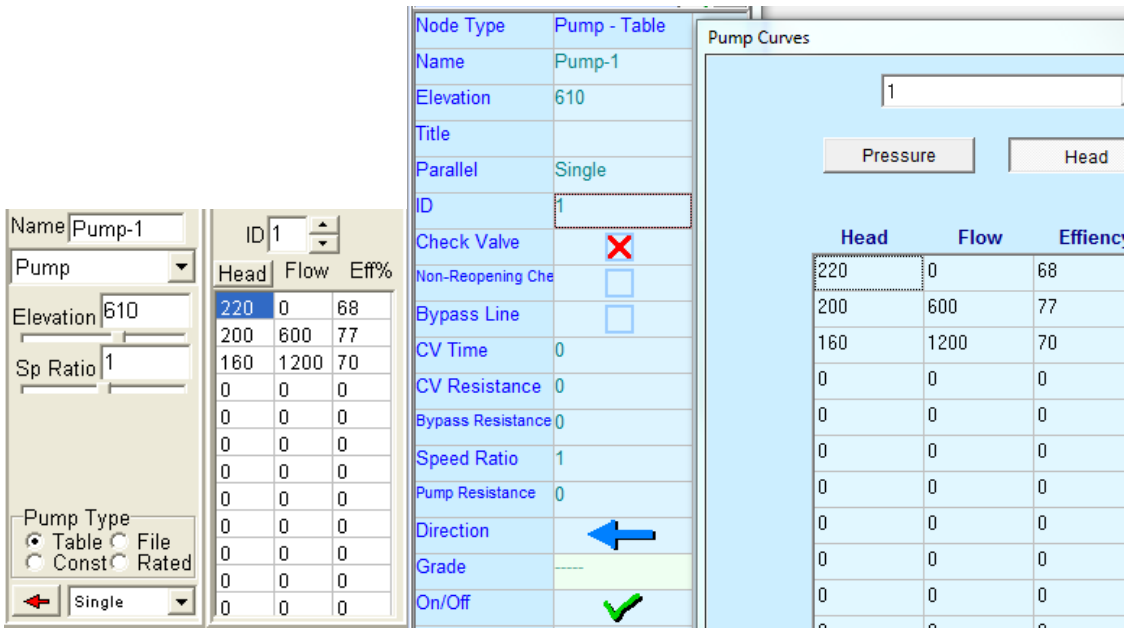 Name Pump-1
Pump
Elevation 610
Sp Ratio 1
Pump Type
Table File
Const Rated
Single
ID 1
Head Flow Eff%
220 0 68
200 600 77
160 1200 70
0 0 0
0 0 0
0 0 0
0 0 0
0 0 0
0 0 0
0 0 0
0 0 0
0 0 0
Node Type Pump - Table
Name Pump-1
Elevation 610
Title
Parallel Single
ID 1
Check Valve
Non-Reopening Che
Bypass Line
CV Time 0
CV Resistance 0
Bypass Resistance 0
Speed Ratio 1
Pump Resistance 0
Direction
Grade -----
On/Off
Pump Curves
1
Pressure Head
Head Flow Effiency
220 0 68
200 600 77
160 1200 70
0 0 0
0 0 0
0 0 0
0 0 0
0 0 0
0 0 0
0 0 0